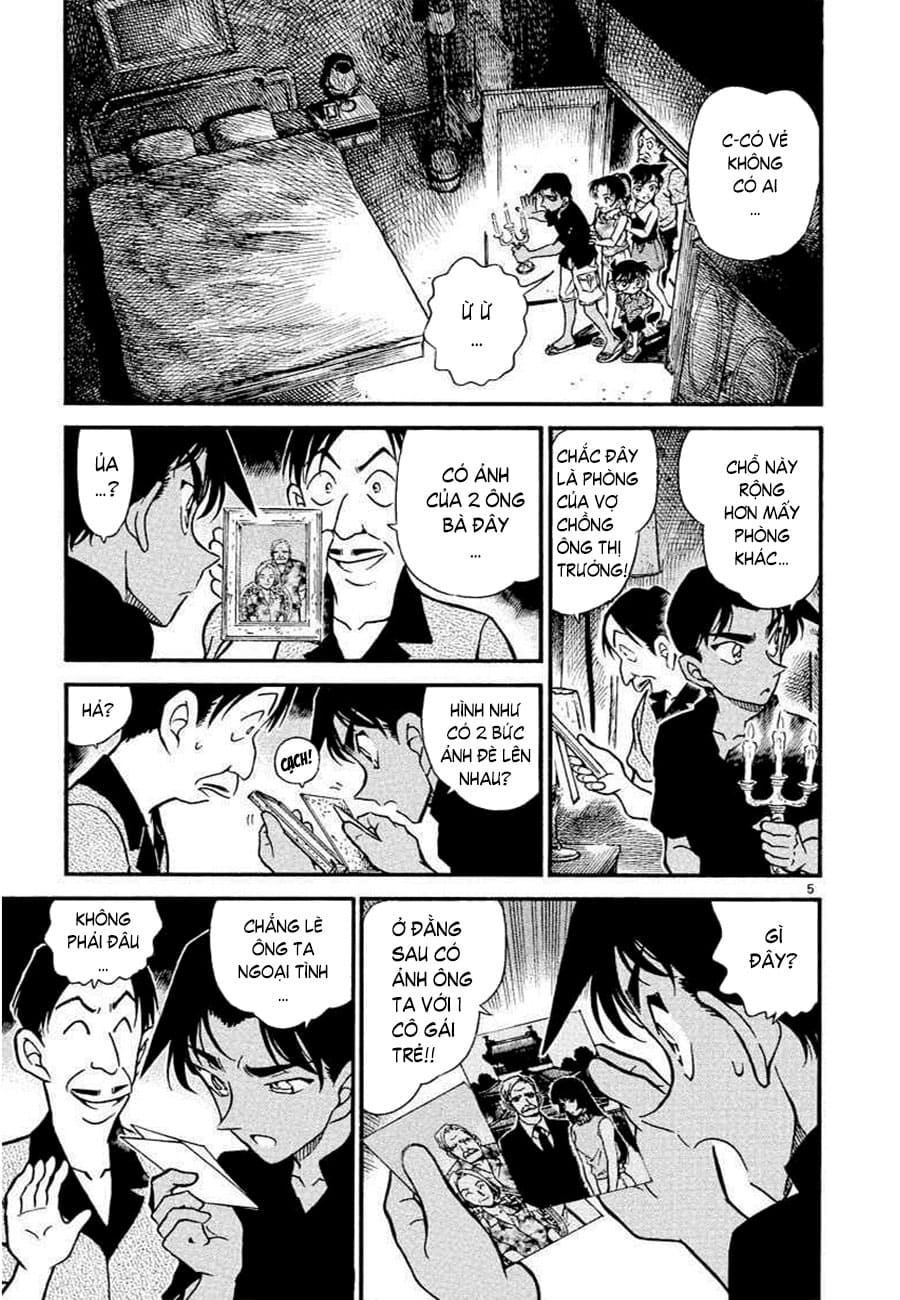 C-CÓ VẺ
KHÔNG
CÓ AI
...
Ừ Ừ
...
CHỖ NÀY
RỘNG
HƠN MẤY
PHÒNG
KHÁC...
CHẮC ĐÂY
LÀ PHÒNG
CỦA VỢ
CHỒNG
ÔNG THỊ
TRƯỞNG!
CÓ ẢNH
CỦA 2 ÔNG
BÀ ĐÂY
...
ỦA
...?
HÌNH NHƯ
CÓ 2 BỨC
ẢNH ĐÈ LÊN
NHAU?
CẠCH!
HẢ?
5
GÌ
ĐÂY?
Ở ĐẰNG
SAU CÓ
ẢNH ÔNG
TA VỚI 1
CÔ GÁI
TRẺ!!
CHẲNG LẼ
ÔNG TA
NGOẠI TÌNH
...
KHÔNG
PHẢI ĐÂU
...